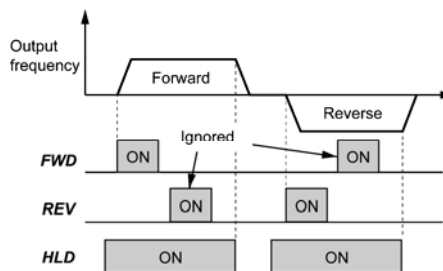 Output
frequency
Forward
Reverse
Ignored
FWD ON ON
REV ON ON
HLD ON ON